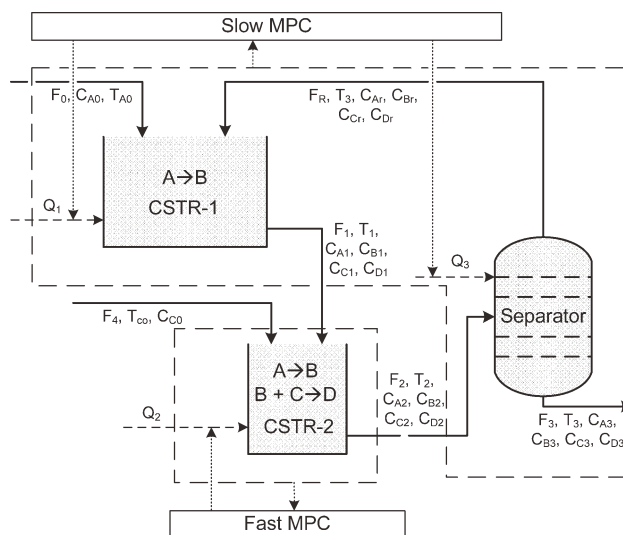 Slow MPC
F0, CA0, TA0
FR, T3, CAr, CBr,
CCr, CDr
A→B
CSTR-1
Q1
F1, T1,
CA1, CB1,
CC1, CD1
Q3
Separator
F4, Tco, CC0
A→B
B + C→D
CSTR-2
Q2
F2, T2,
CA2, CB2,
CC2, CD2
F3, T3, CA3,
CB3, CC3, CD3
Fast MPC